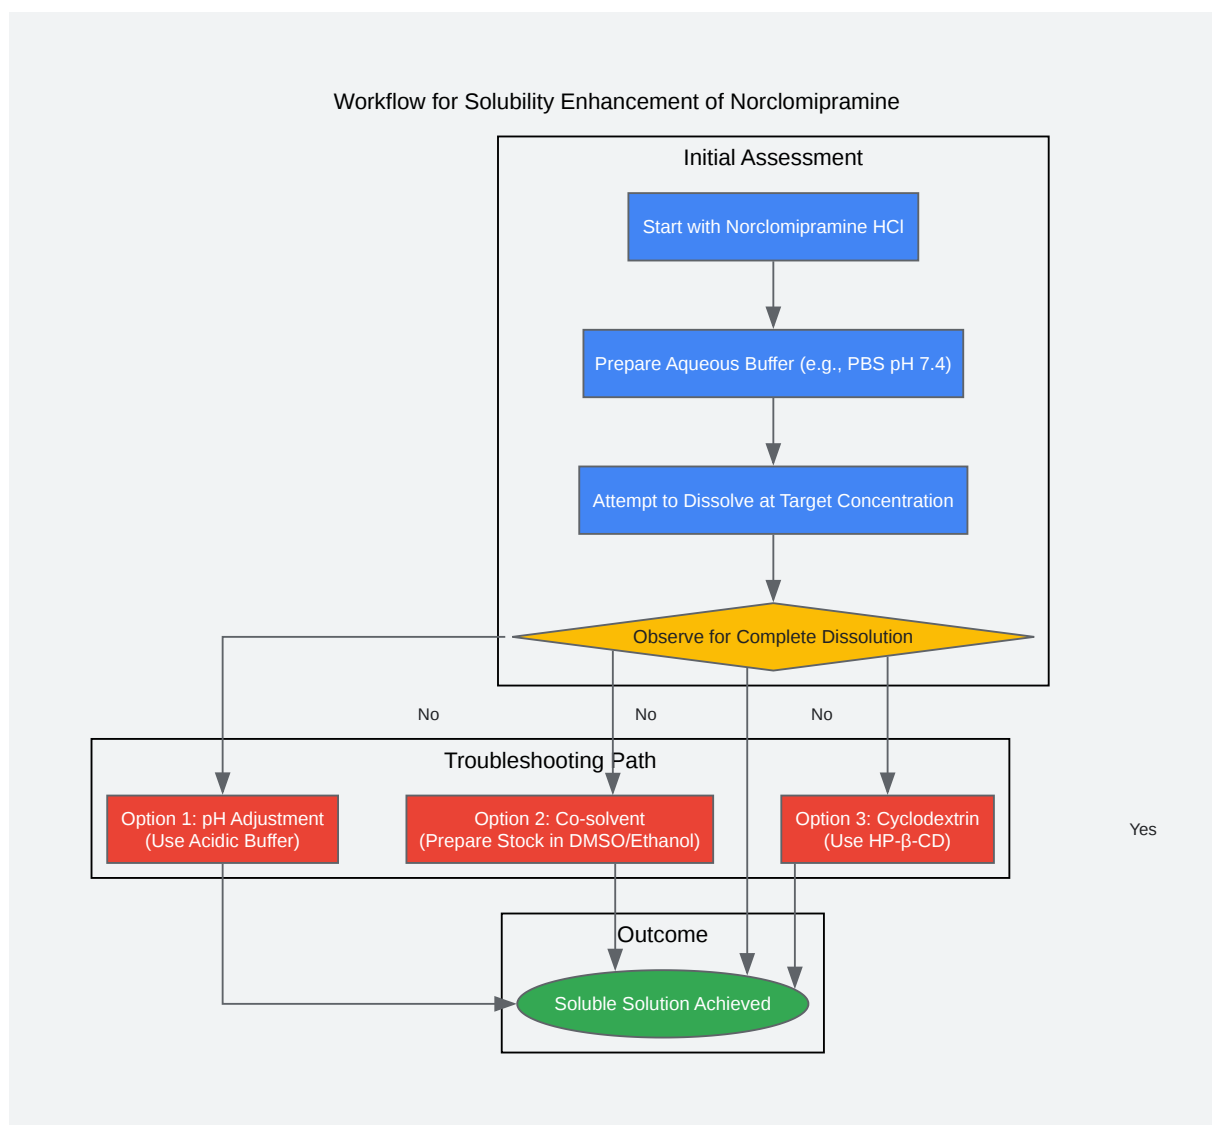 Workflow for Solubility Enhancement of Norclomipramine
Initial Assessment
Start with Norclomipramine HCl
Prepare Aqueous Buffer (e.g., PBS pH 7.4)
Attempt to Dissolve at Target Concentration
Observe for Complete Dissolution
No
No
No
Troubleshooting Path
Option 1: pH Adjustment
(Use Acidic Buffer)
Option 2: Co-solvent
(Prepare Stock in DMSO/Ethanol)
Option 3: Cyclodextrin
(Use HP-β-CD)
Yes
Outcome
Soluble Solution Achieved